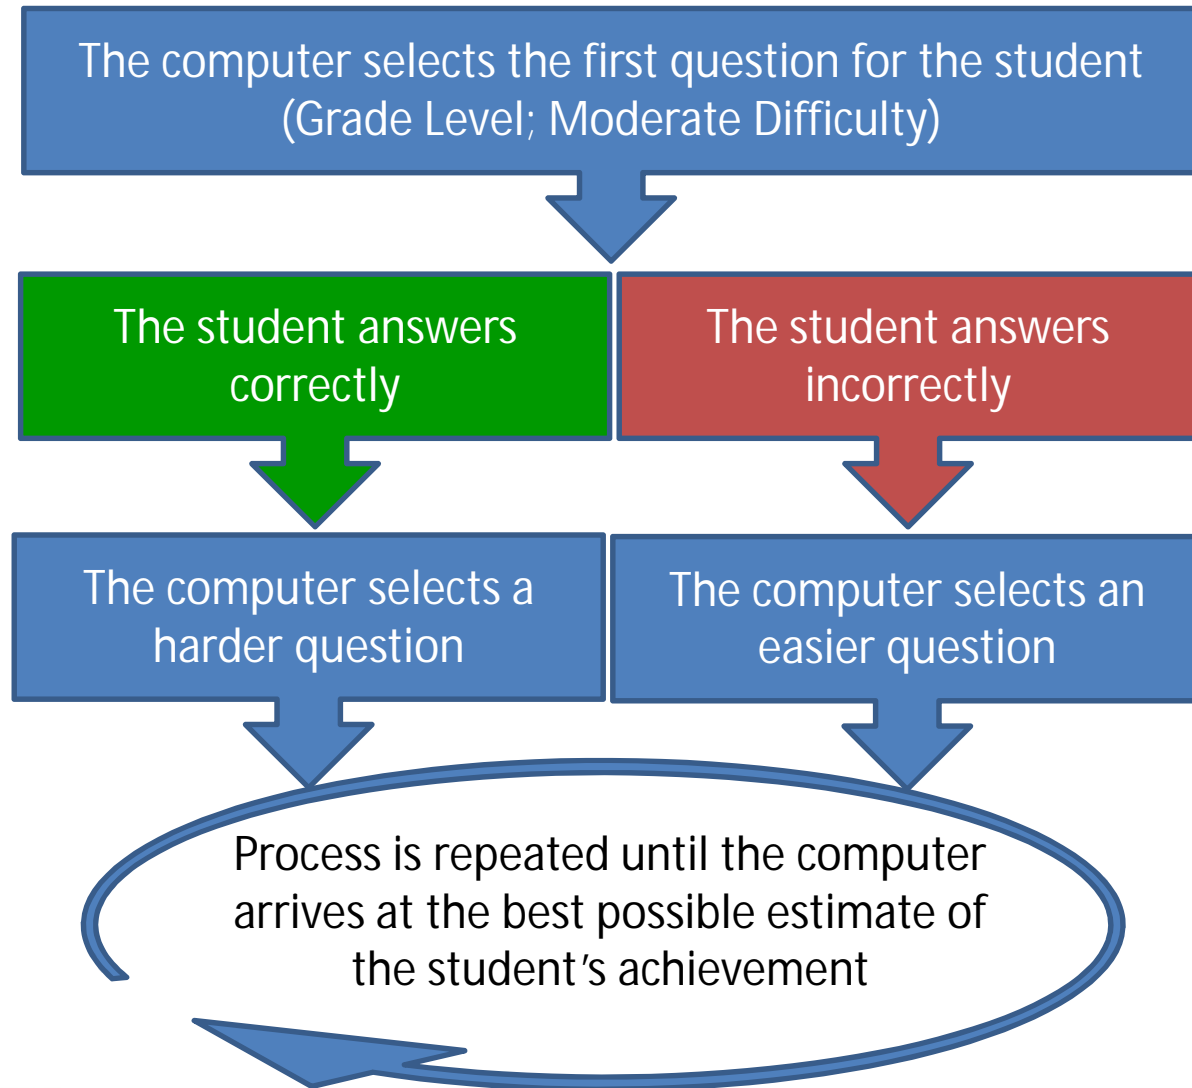 The computer selects the first question for the student
(Grade Level; Moderate Difficulty)
The student answers
correctly
The student answers
incorrectly
The computer selects a
harder question
The computer selects an
easier question
Process is repeated until the computer
arrives at the best possible estimate of
the student's achievement